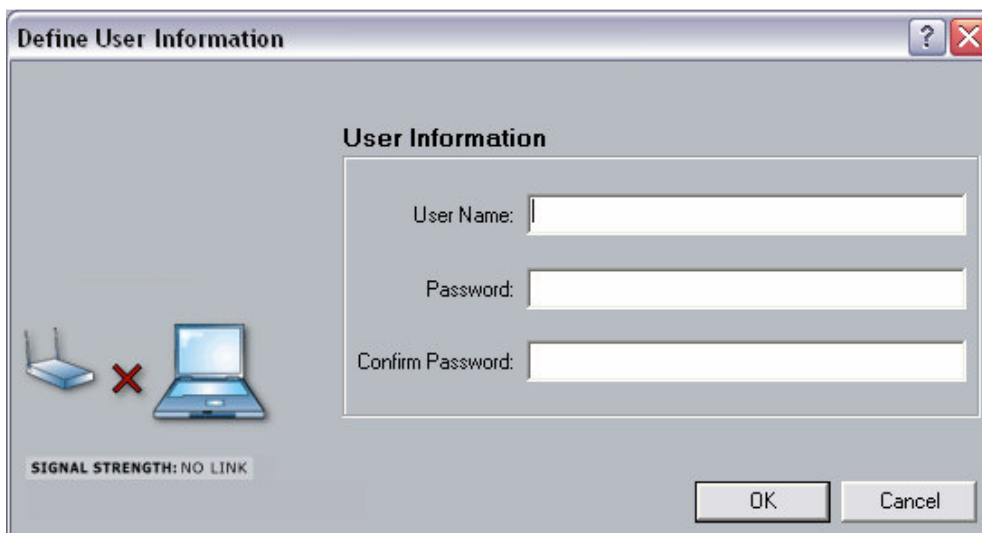 Define User Information
?
User Information
User Name:
Password:
Confirm Password:
SIGNAL STRENGTH: NO LINK
OK
Cancel